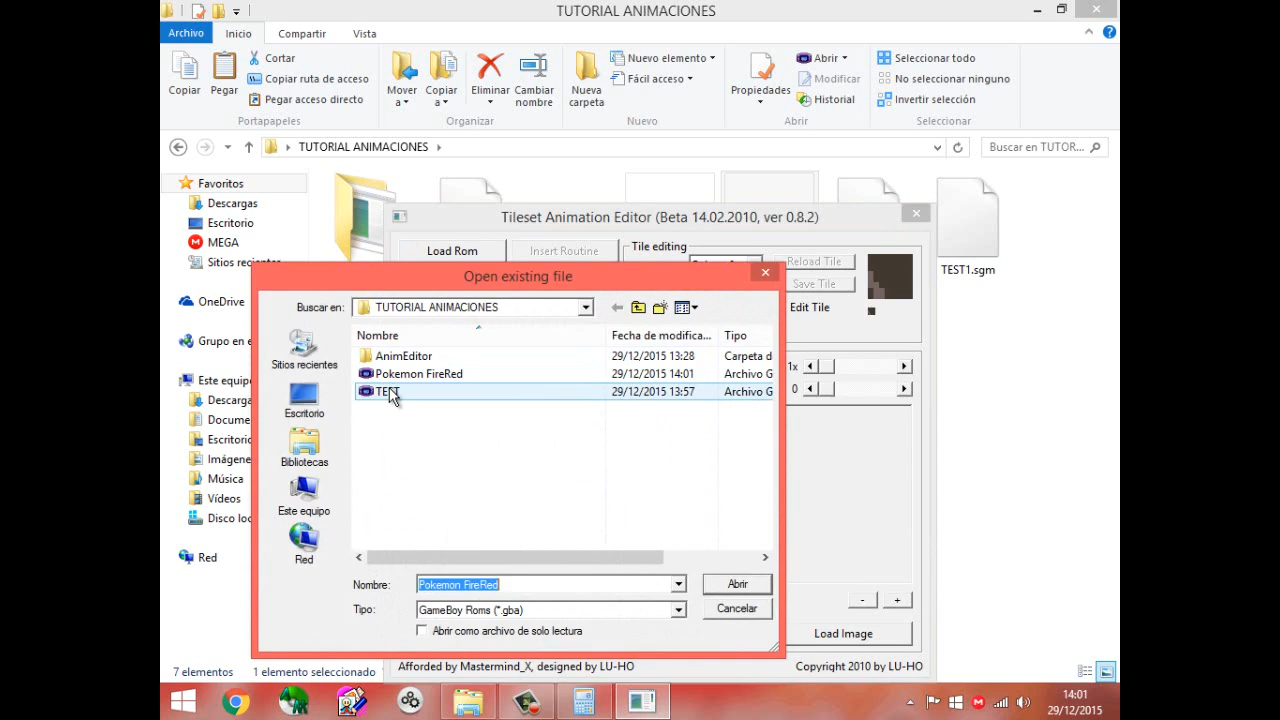 TUTORIAL ANIMACIONES
Archivo
Inicio
Compartir
Vista
Copiar
Pegar
Cortar
Copiar ruta de acceso
Pegar acceso directo
Portapapeles
Mover a
Copiar a
Eliminar
Cambiar nombre
Organizar
Nueva carpeta
Nuevo elemento
Fácil acceso
Nuevo
Propiedades
Abrir
Modificar
Historial
Abrir
Seleccionar todo
No seleccionar ninguno
Invertir selección
Seleccionar
TUTORIAL ANIMACIONES
Buscar en TUTOR...
Favoritos
Descargas
Escritorio
MEGA
Sitios recientes
OneDrive
Grupo en e
Este equipo
Descarga
Docume
Escritorio
Imágene
Música
Vídeos
Disco loc
Red
TEST1.sgm
Tileset Animation Editor (Beta 14.02.2010, ver 0.8.2)
Load Rom
Insert Routine
Tile editing
Reload Tile
Save Tile
Edit Tile
1x
0
-
+
Load Image
Afforded by Mastermind_X, designed by LU-HO
Copyright 2010 by LU-HO
Open existing file
Buscar en:
TUTORIAL ANIMACIONES
Sitios recientes
Escritorio
Bibliotecas
Este equipo
Red
Nombre
Fecha de modifica...
Tipo
AnimEditor
29/12/2015 13:28
Carpeta d
Pokemon FireRed
29/12/2015 14:01
Archivo G
TEST
29/12/2015 13:57
Archivo G
Nombre:
Pokemon FireRed
Abrir
Tipo:
GameBoy Roms (*.gba)
Cancelar
Abrir como archivo de solo lectura
7 elementos
1 elemento seleccionado
14:01
29/12/2015